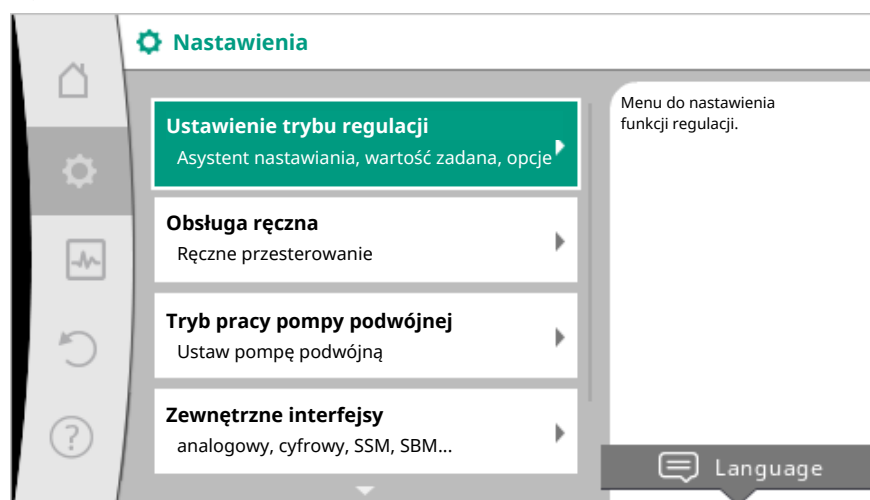 Nastawienia
Ustawienie trybu regulacji
Asystent nastawiania, wartość zadana, opcje
Obsługa ręczna
Ręczne przesterowanie
Tryb pracy pompy podwójnej
Ustaw pompę podwójną
Zewnętrzne interfejsy
analogowy, cyfrowy, SSM, SBM...
Menu do nastawienia
funkcji regulacji.
Language